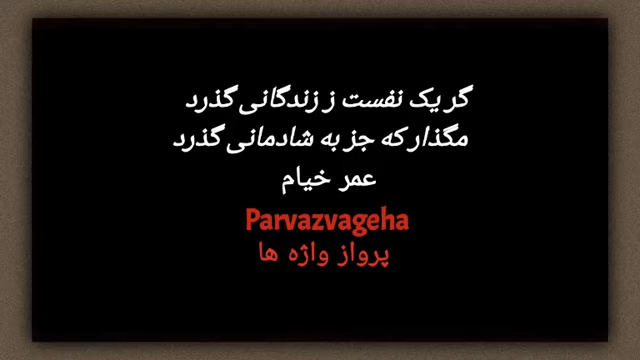 گر یک نفست ز زندگانی گذرد
مگذار که جز به شادمانی گذرد
عمر خیام
Parvazvageha
پرواز واژه ها